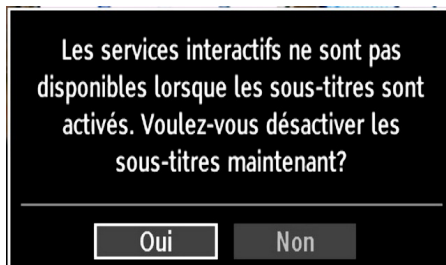 Les services interactifs ne sont pas
disponibles lorsque les sous-titres sont
activés. Voulez-vous désactiver les
sous-titres maintenant?
Oui
Non